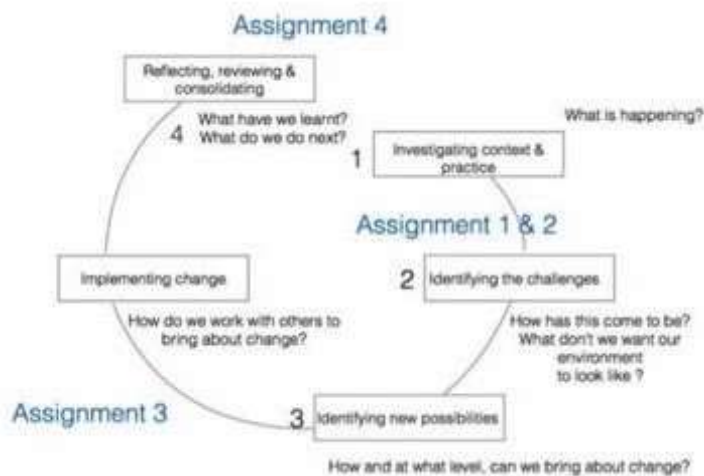 Assignment 4
Reflecting, reviewing &
consolidating
What have we learnt?
4 What do we do next?
What is happening?
1 Investigating context &
practice
Assignment 1 & 2
Implementing change
2 Identifying the challenges
How do we work with others to
bring about change?
How has this come to be?
What don't we want our
environment
to look like ?
Assignment 3
3 Identifying new possibilities
How and at what level, can we bring about change?